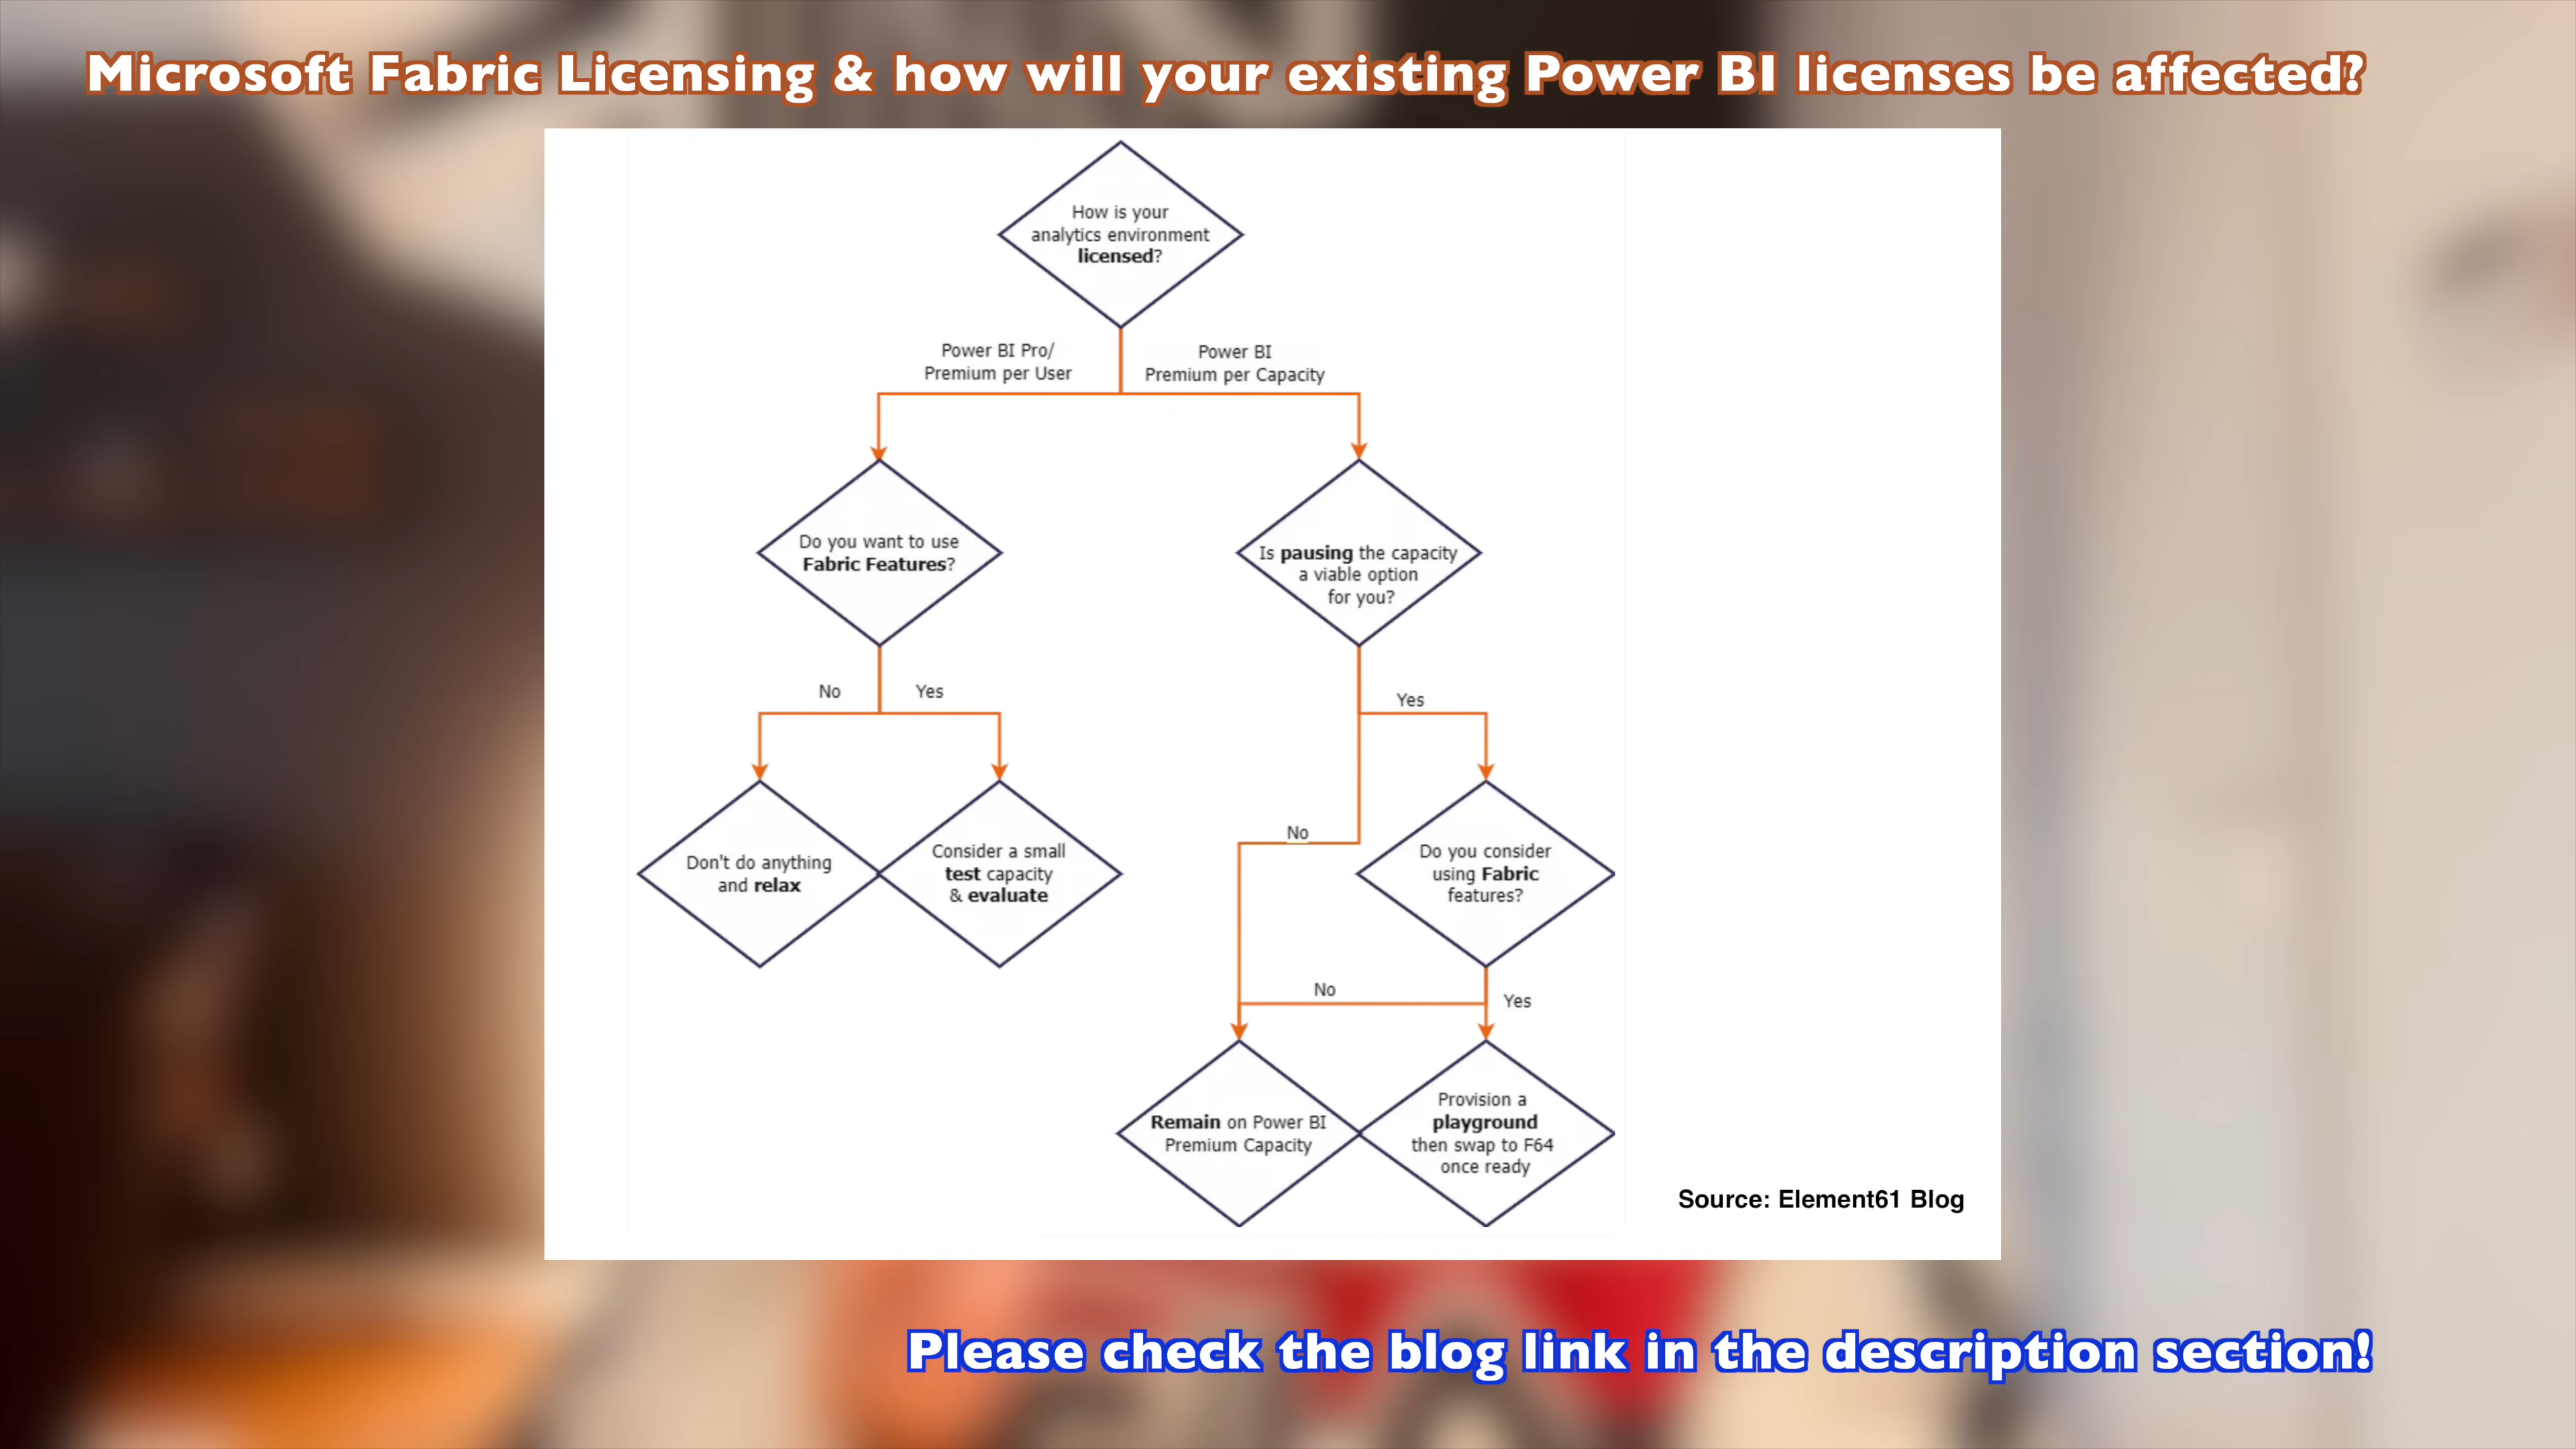 Microsoft Fabric Licensing & how will your existing Power BI licenses be affected?
How is your
analytics environment
licensed?
Power BI Pro/
Premium per User
Power BI
Premium per Capacity
Do you want to use
Fabric Features?
Is pausing the capacity
a viable option
for you?
No
Yes
Yes
No
Don't do anything
and relax
Consider a small
test capacity
& evaluate
Do you consider
using Fabric
features?
No
Yes
Remain on Power BI
Premium Capacity
Provision a
playground
then swap to F64
once ready
Source: Element61 Blog
Please check the blog link in the description section!